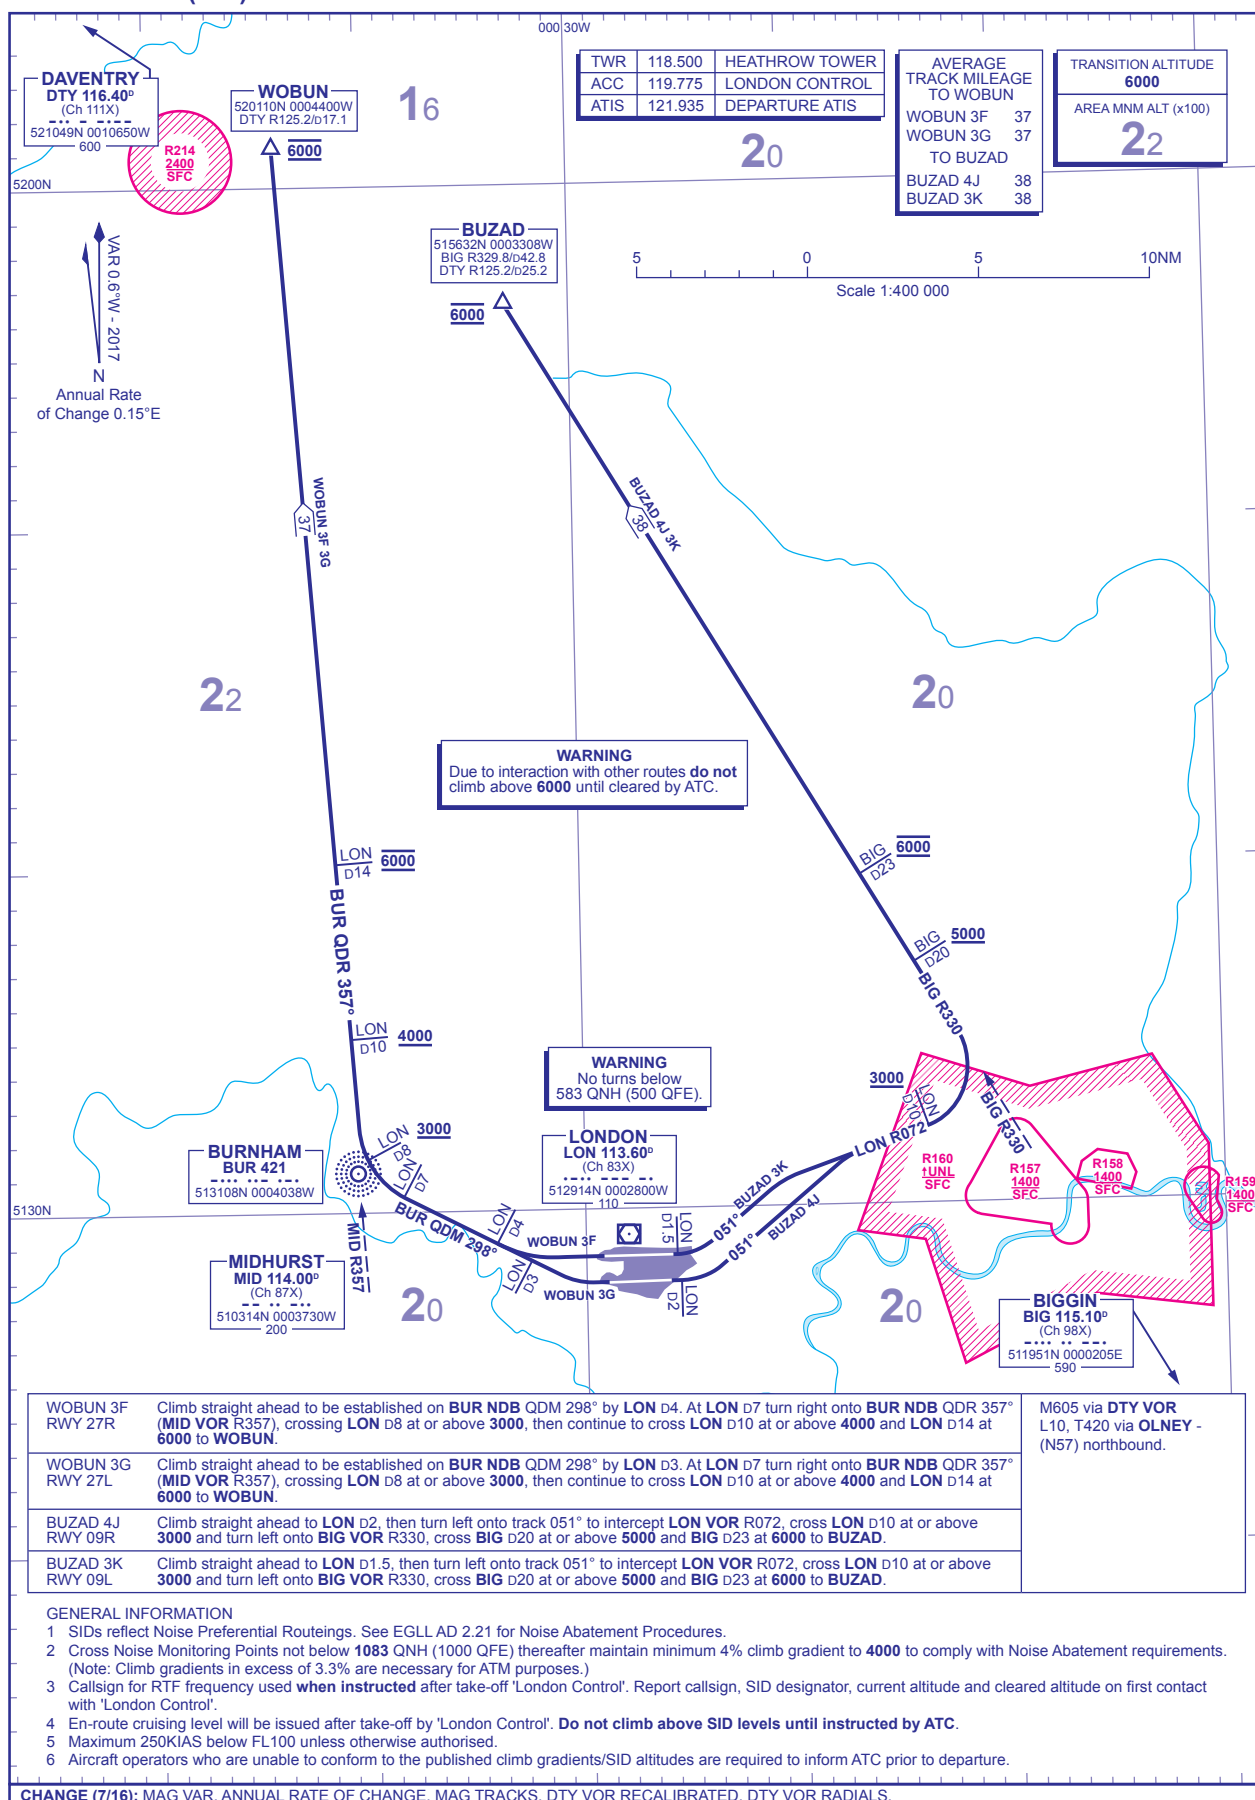 000 30W
DAVENTRY
DTY 116.40D
(Ch 111X)
521049N 0010650W
600
WOBUN
520110N 0004400W
DTY R125.2/D17.1
6000
R214
2400
SFC
16
TWR 118.500 HEATHROW TOWER
ACC 119.775 LONDON CONTROL
ATIS 121.935 DEPARTURE ATIS
AVERAGE
TRACK MILEAGE
TO WOBUN
WOBUN 3F 37
WOBUN 3G 37
TO BUZAD
BUZAD 4J 38
BUZAD 3K 38
TRANSITION ALTITUDE
6000
AREA MNM ALT (x100)
22
20
5200N
VAR 0.6°W - 2017
N
Annual Rate
of Change 0.15°E
BUZAD
515632N 0003308W
BIG R329.8/D42.8
DTY R125.2/D25.2
6000
5 0 5 10NM
Scale 1:400 000
WOBUN 3F 3G
37
BUZAD 4J 3K
38
22
20
WARNING
Due to interaction with other routes do not
climb above 6000 until cleared by ATC.
LON
D14
6000
BIG
D23
6000
BIG
D20
5000
BUR QDR 357°
BIG R330
LON
D10
4000
WARNING
No turns below
583 QNH (500 QFE).
3000
LON
D10
LON R072
BIG R330
LON
D8
3000
LON
D7
BURNHAM
BUR 421
513108N 0004038W
LONDON
LON 113.60D
(Ch 83X)
512914N 0002800W
110
R160
↑UNL
SFC
R157
1400
SFC
R158
1400
SFC
R159
1400
SFC
5130N
BUR QDM 298°
LON
D4
LON
D3
WOBUN 3F
WOBUN 3G
LON
D1.5
LON
D2
051°
BUZAD 3K
051°
BUZAD 4J
MID R357
MIDHURST
MID 114.00D
(Ch 87X)
510314N 0003730W
200
20
20
BIGGIN
BIG 115.10D
(Ch 98X)
511951N 0000205E
590
WOBUN 3F
RWY 27R
Climb straight ahead to be established on BUR NDB QDM 298° by LON D4. At LON D7 turn right onto BUR NDB QDR 357°
(MID VOR R357), crossing LON D8 at or above 3000, then continue to cross LON D10 at or above 4000 and LON D14 at
6000 to WOBUN.
WOBUN 3G
RWY 27L
Climb straight ahead to be established on BUR NDB QDM 298° by LON D3. At LON D7 turn right onto BUR NDB QDR 357°
(MID VOR R357), crossing LON D8 at or above 3000, then continue to cross LON D10 at or above 4000 and LON D14 at
6000 to WOBUN.
BUZAD 4J
RWY 09R
Climb straight ahead to LON D2, then turn left onto track 051° to intercept LON VOR R072, cross LON D10 at or above
3000 and turn left onto BIG VOR R330, cross BIG D20 at or above 5000 and BIG D23 at 6000 to BUZAD.
BUZAD 3K
RWY 09L
Climb straight ahead to LON D1.5, then turn left onto track 051° to intercept LON VOR R072, cross LON D10 at or above
3000 and turn left onto BIG VOR R330, cross BIG D20 at or above 5000 and BIG D23 at 6000 to BUZAD.
M605 via DTY VOR
L10, T420 via OLNEY -
(N57) northbound.
GENERAL INFORMATION
1 SIDs reflect Noise Preferential Routeings. See EGLL AD 2.21 for Noise Abatement Procedures.
2 Cross Noise Monitoring Points not below 1083 QNH (1000 QFE) thereafter maintain minimum 4% climb gradient to 4000 to comply with Noise Abatement requirements.
(Note: Climb gradients in excess of 3.3% are necessary for ATM purposes.)
3 Callsign for RTF frequency used when instructed after take-off 'London Control'. Report callsign, SID designator, current altitude and cleared altitude on first contact
with 'London Control'.
4 En-route cruising level will be issued after take-off by 'London Control'. Do not climb above SID levels until instructed by ATC.
5 Maximum 250KIAS below FL100 unless otherwise authorised.
6 Aircraft operators who are unable to conform to the published climb gradients/SID altitudes are required to inform ATC prior to departure.
CHANGE (7/16): MAG VAR. ANNUAL RATE OF CHANGE. MAG TRACKS. DTY VOR RECALIBRATED. DTY VOR RADIALS.